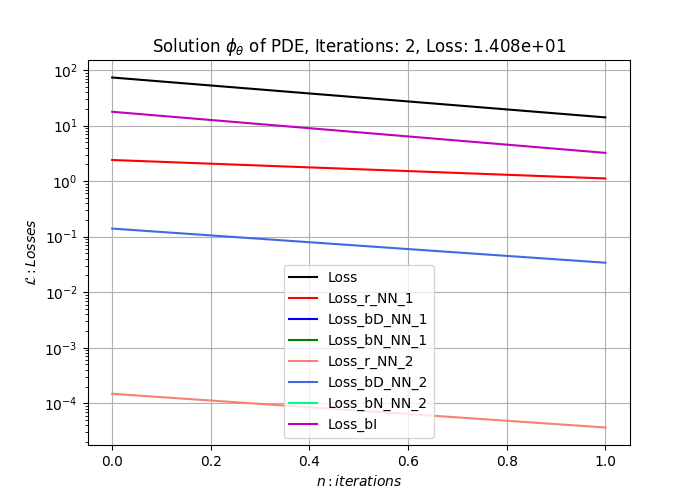 Solution $\phi_\theta$ of PDE, Iterations: 2, Loss: 1.408e+01
10²
10¹
10⁰
10⁻¹
10⁻²
10⁻³
10⁻⁴
ℒ : Losses
Loss
Loss_r_NN_1
Loss_bD_NN_1
Loss_bN_NN_1
Loss_r_NN_2
Loss_bD_NN_2
Loss_bN_NN_2
Loss_bI
0.0 0.2 0.4 0.6 0.8 1.0
n : iterations